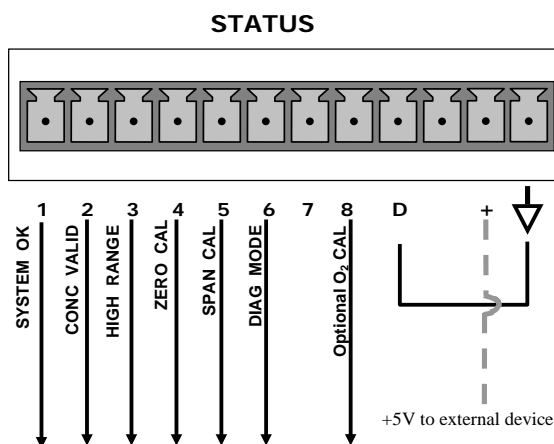 STATUS
1 2 3 4 5 6 7 8 D +
SYSTEM OK
CONC VALID
HIGH RANGE
ZERO CAL
SPAN CAL
DIAG MODE
Optional O₂ CAL
+5V to external device